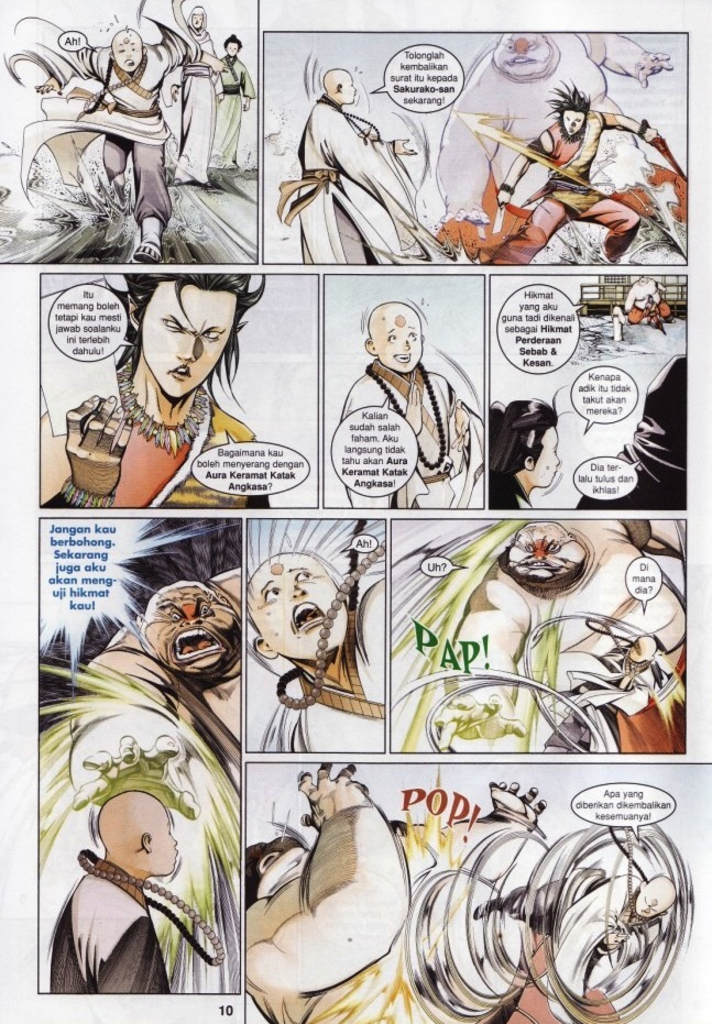 Ah!
Tolonglah
kembalikan
surat itu kepada
Sakurako-san
sekarang!
Itu
memang boleh
tetapi kau mesti
jawab soalanku
ini terlebih
dahulu!
Bagaimana kau
boleh menyerang dengan
Aura Keramat Katak
Angkasa?
Kalian
sudah salah
faham. Aku
langsung tidak
tahu akan Aura
Keramat Katak
Angkasa!
Hikmat
yang aku
guna tadi dikenali
sebagai Hikmat
Perderaan
Sebab &
Kesan.
Kenapa
adik itu tidak
takut akan
mereka?
Dia ter-
lalu tulus dan
ikhlas!
Jangan kau
berbohong.
Sekarang
juga aku
akan meng-
uji hikmat
kau!
Ah!
Uh?
Di
mana
dia?
PAP!
POP!
Apa yang
diberikan dikembalikan
kesemuanya!
10